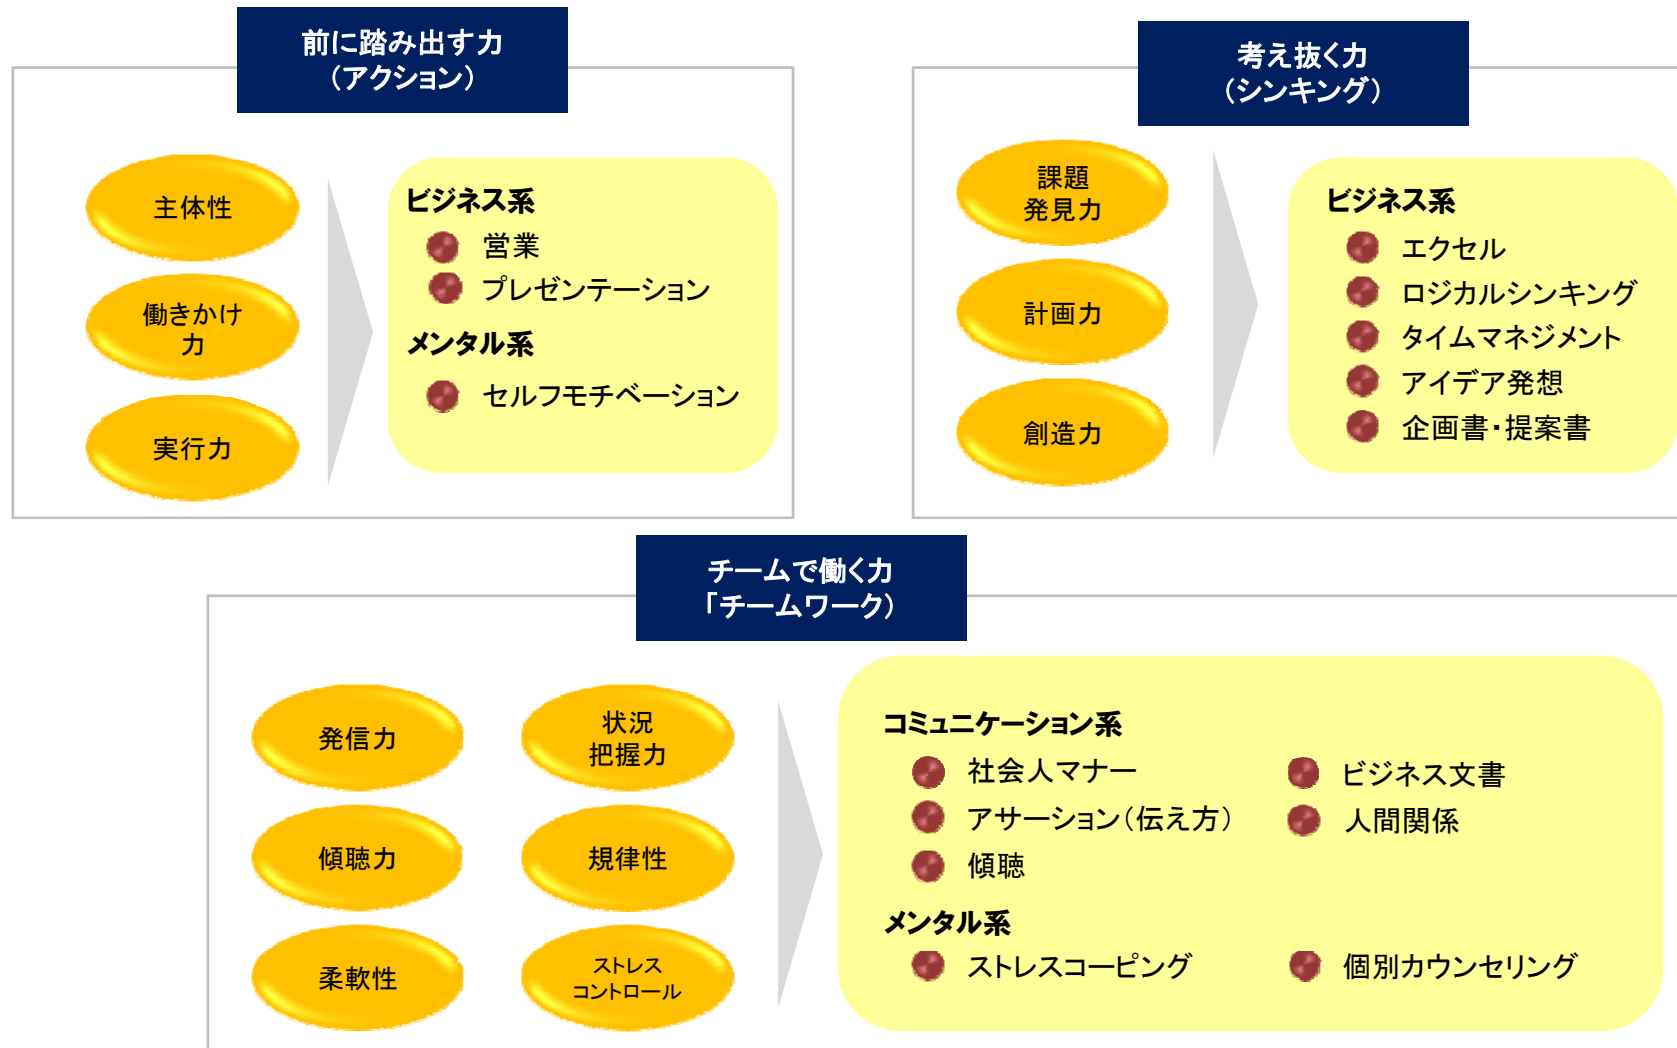 前に踏み出す力
（アクション）
主体性
働きかけ
力
実行力
ビジネス系
営業
プレゼンテーション
メンタル系
セルフモチベーション
考え抜く力
（シンキング）
課題
発見力
計画力
創造力
ビジネス系
エクセル
ロジカルシンキング
タイムマネジメント
アイデア発想
企画書・提案書
チームで働く力
「チームワーク）
発信力
状況
把握力
傾聴力
規律性
柔軟性
ストレス
コントロール
コミュニケーション系
社会人マナー
ビジネス文書
アサーション（伝え方）
人間関係
傾聴
メンタル系
ストレスコーピング
個別カウンセリング